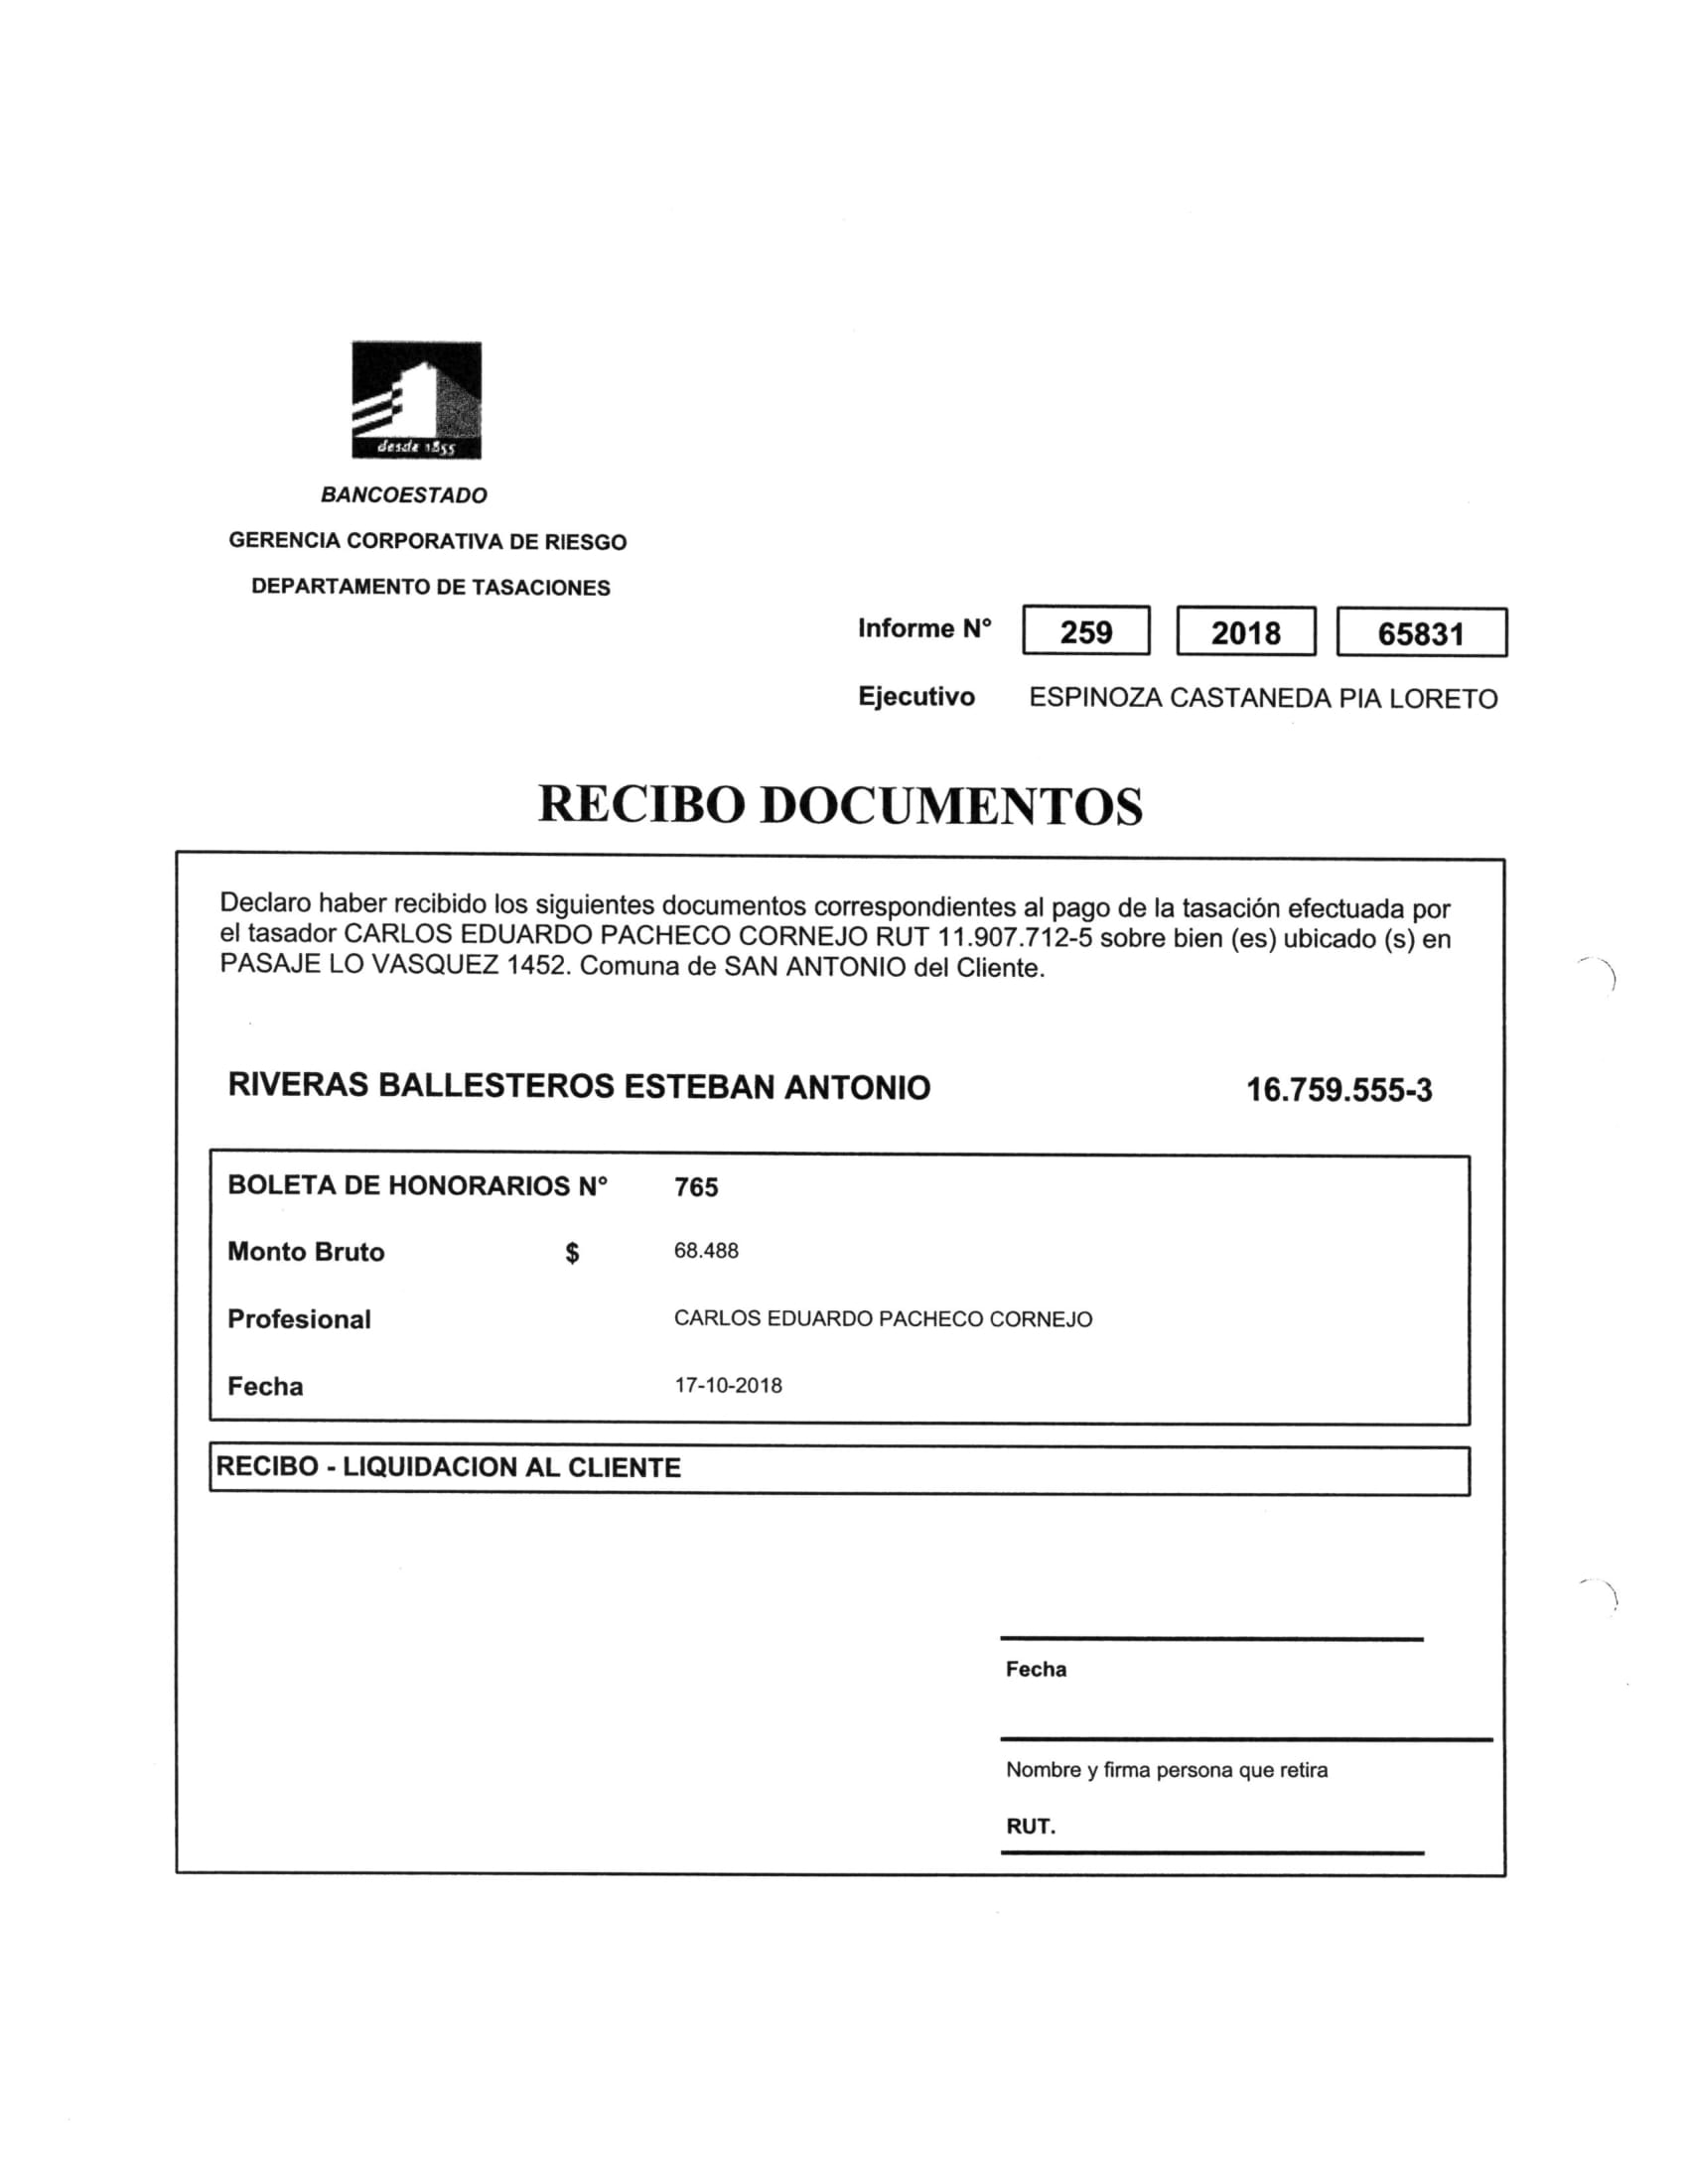 desde 1855
BANCOESTADO
GERENCIA CORPORATIVA DE RIESGO
DEPARTAMENTO DE TASACIONES
Informe N° 259 2018 65831
Ejecutivo ESPINOZA CASTANEDA PIA LORETO
RECIBO DOCUMENTOS
Declaro haber recibido los siguientes documentos correspondientes al pago de la tasación efectuada por
el tasador CARLOS EDUARDO PACHECO CORNEJO RUT 11.907.712-5 sobre bien (es) ubicado (s) en
PASAJE LO VASQUEZ 1452. Comuna de SAN ANTONIO del Cliente.
RIVERAS BALLESTEROS ESTEBAN ANTONIO 16.759.555-3
BOLETA DE HONORARIOS N° 765
Monto Bruto $ 68.488
Profesional CARLOS EDUARDO PACHECO CORNEJO
Fecha 17-10-2018
RECIBO - LIQUIDACION AL CLIENTE
Fecha
Nombre y firma persona que retira
RUT.